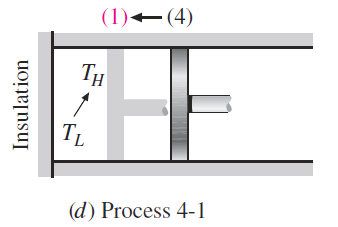 (1) ← (4)
Insulation
T_H
T_L
(d) Process 4-1